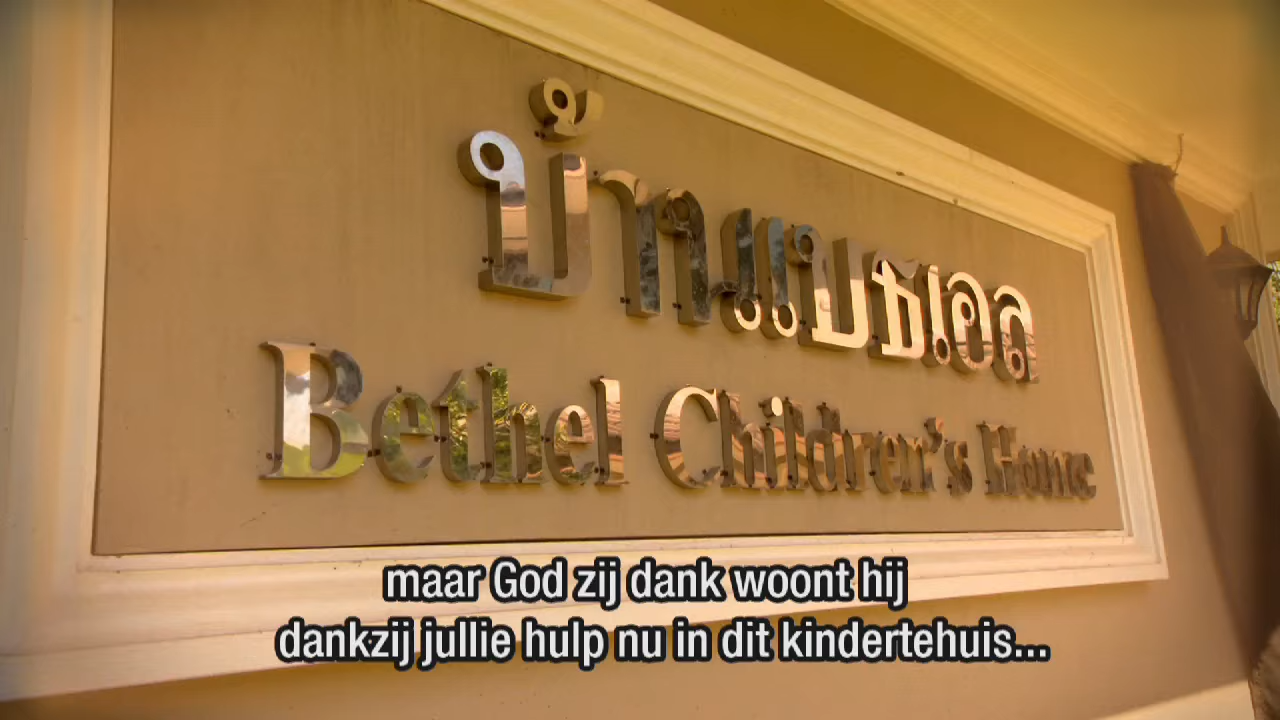 บ้านเบธเอล
Bethel Children's Home
maar God zij dank woont hij
dankzij jullie hulp nu in dit kindertehuis...